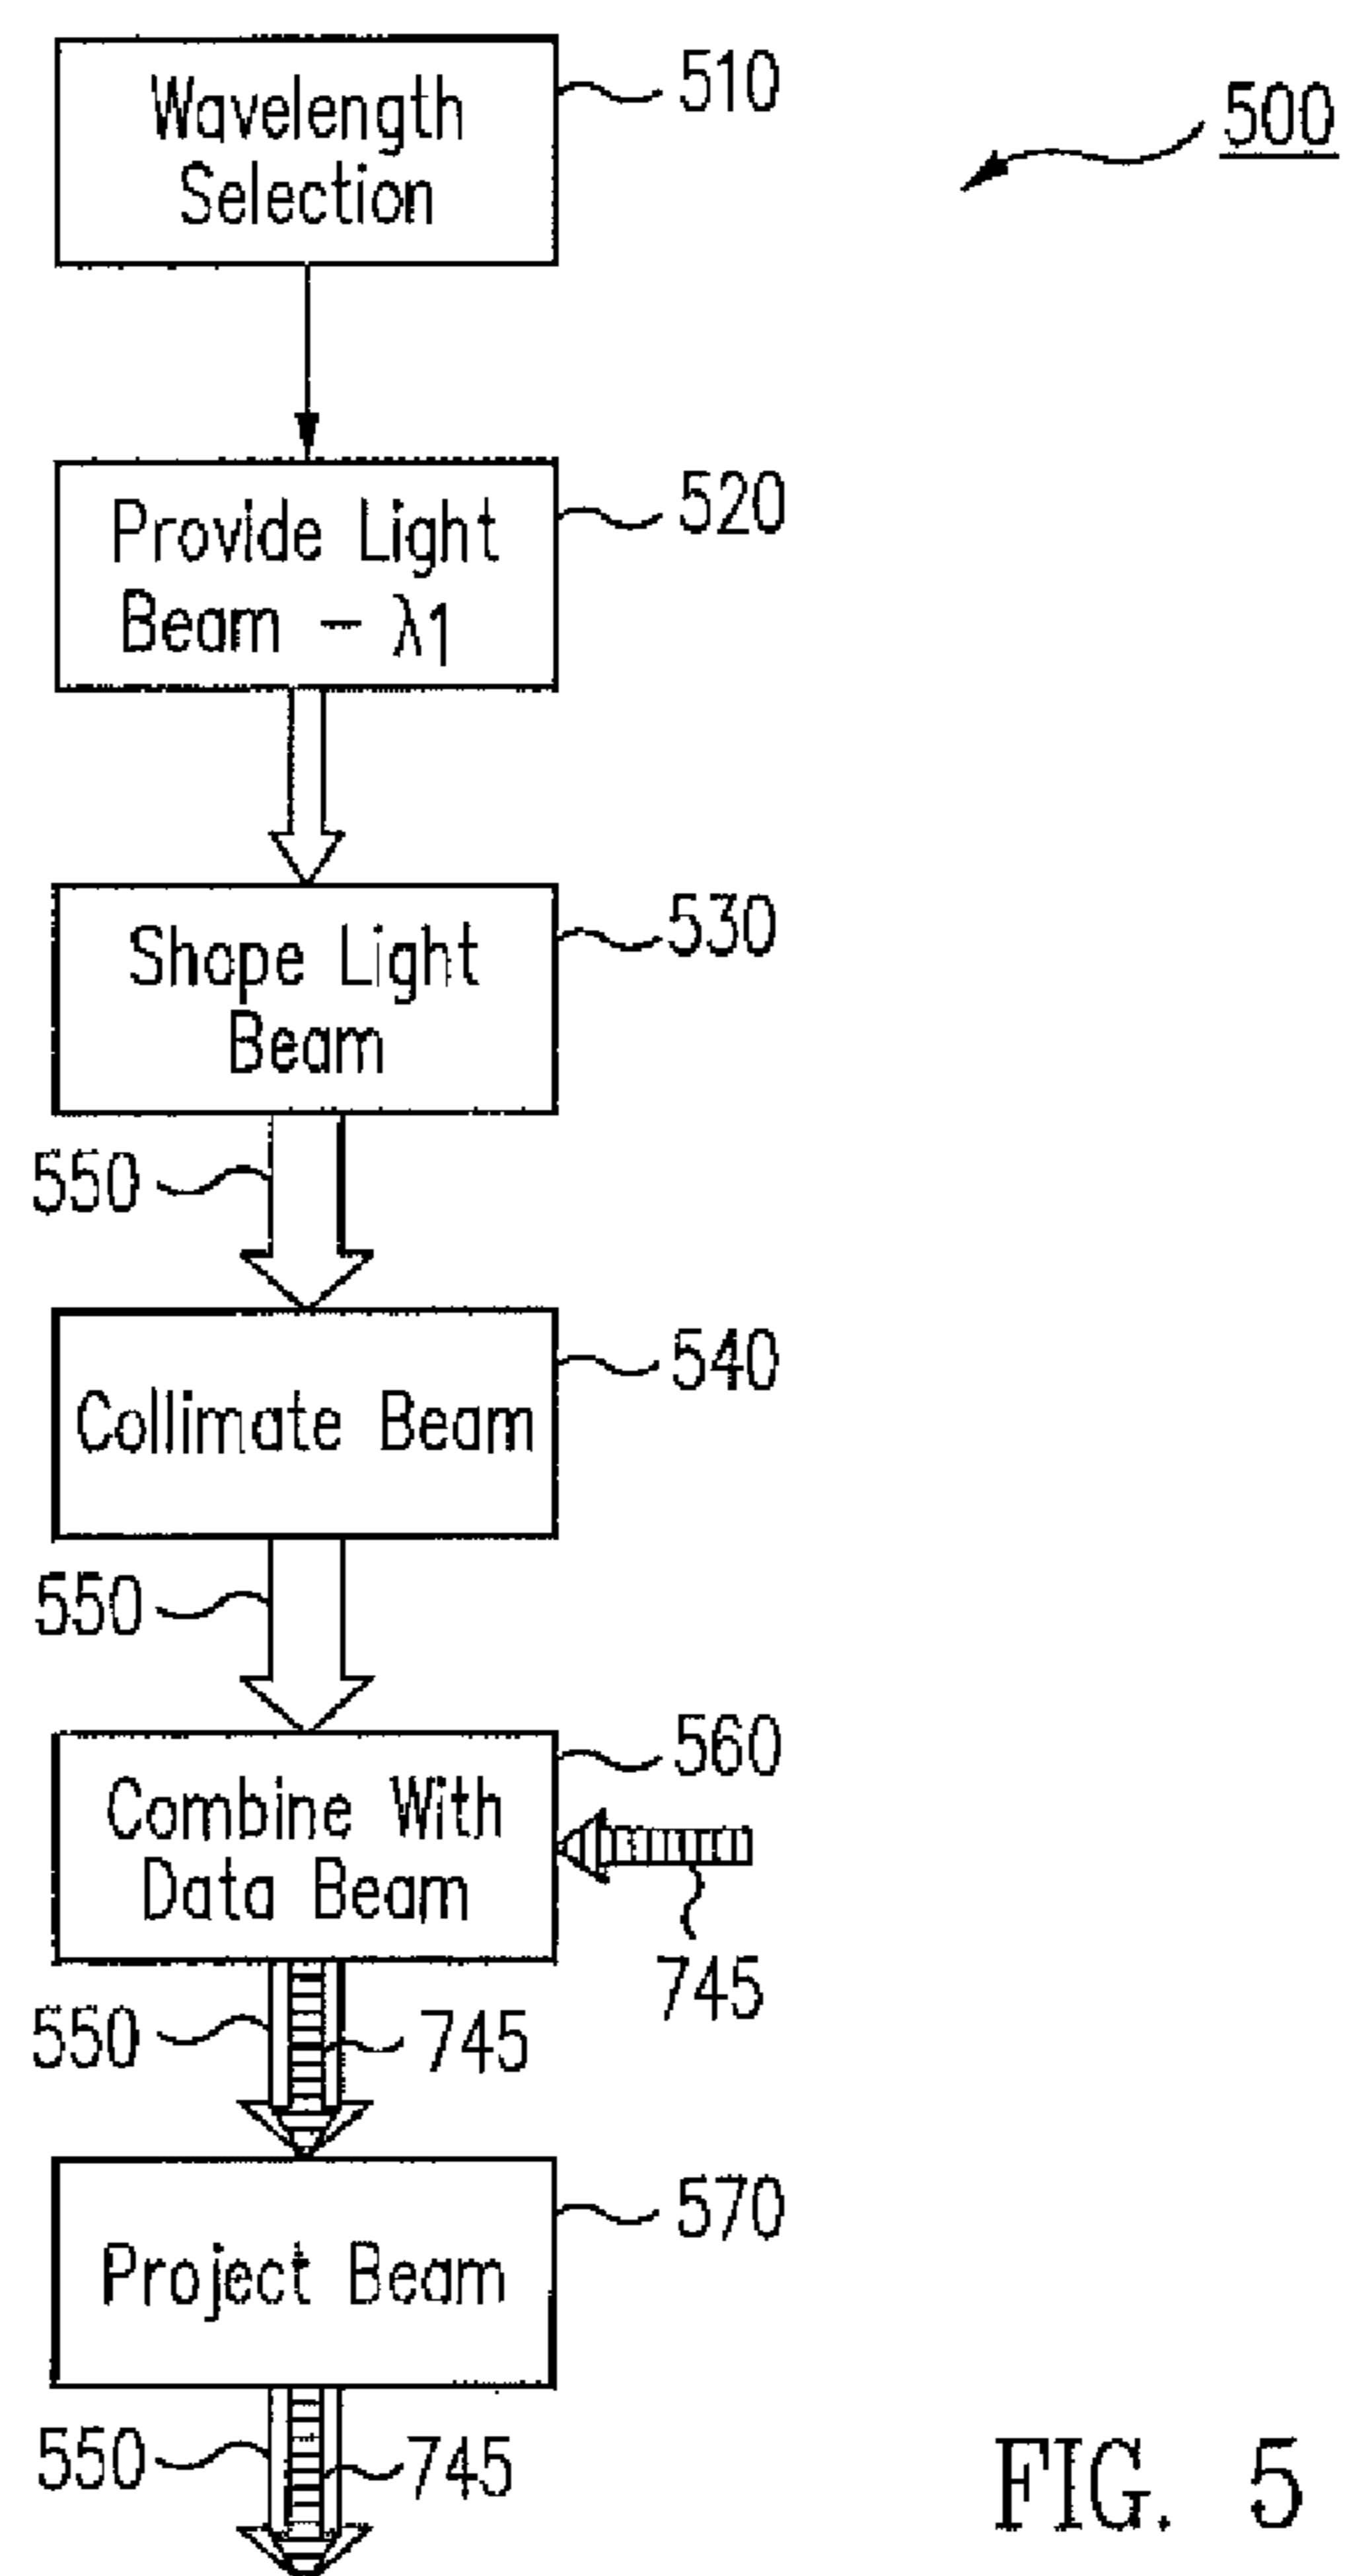 Wavelength
Selection
510
500
Provide Light
Beam - λ1
520
Shape Light
Beam
530
550
Collimate Beam
540
550
Combine With
Data Beam
560
745
550
745
Project Beam
570
550
745
FIG. 5